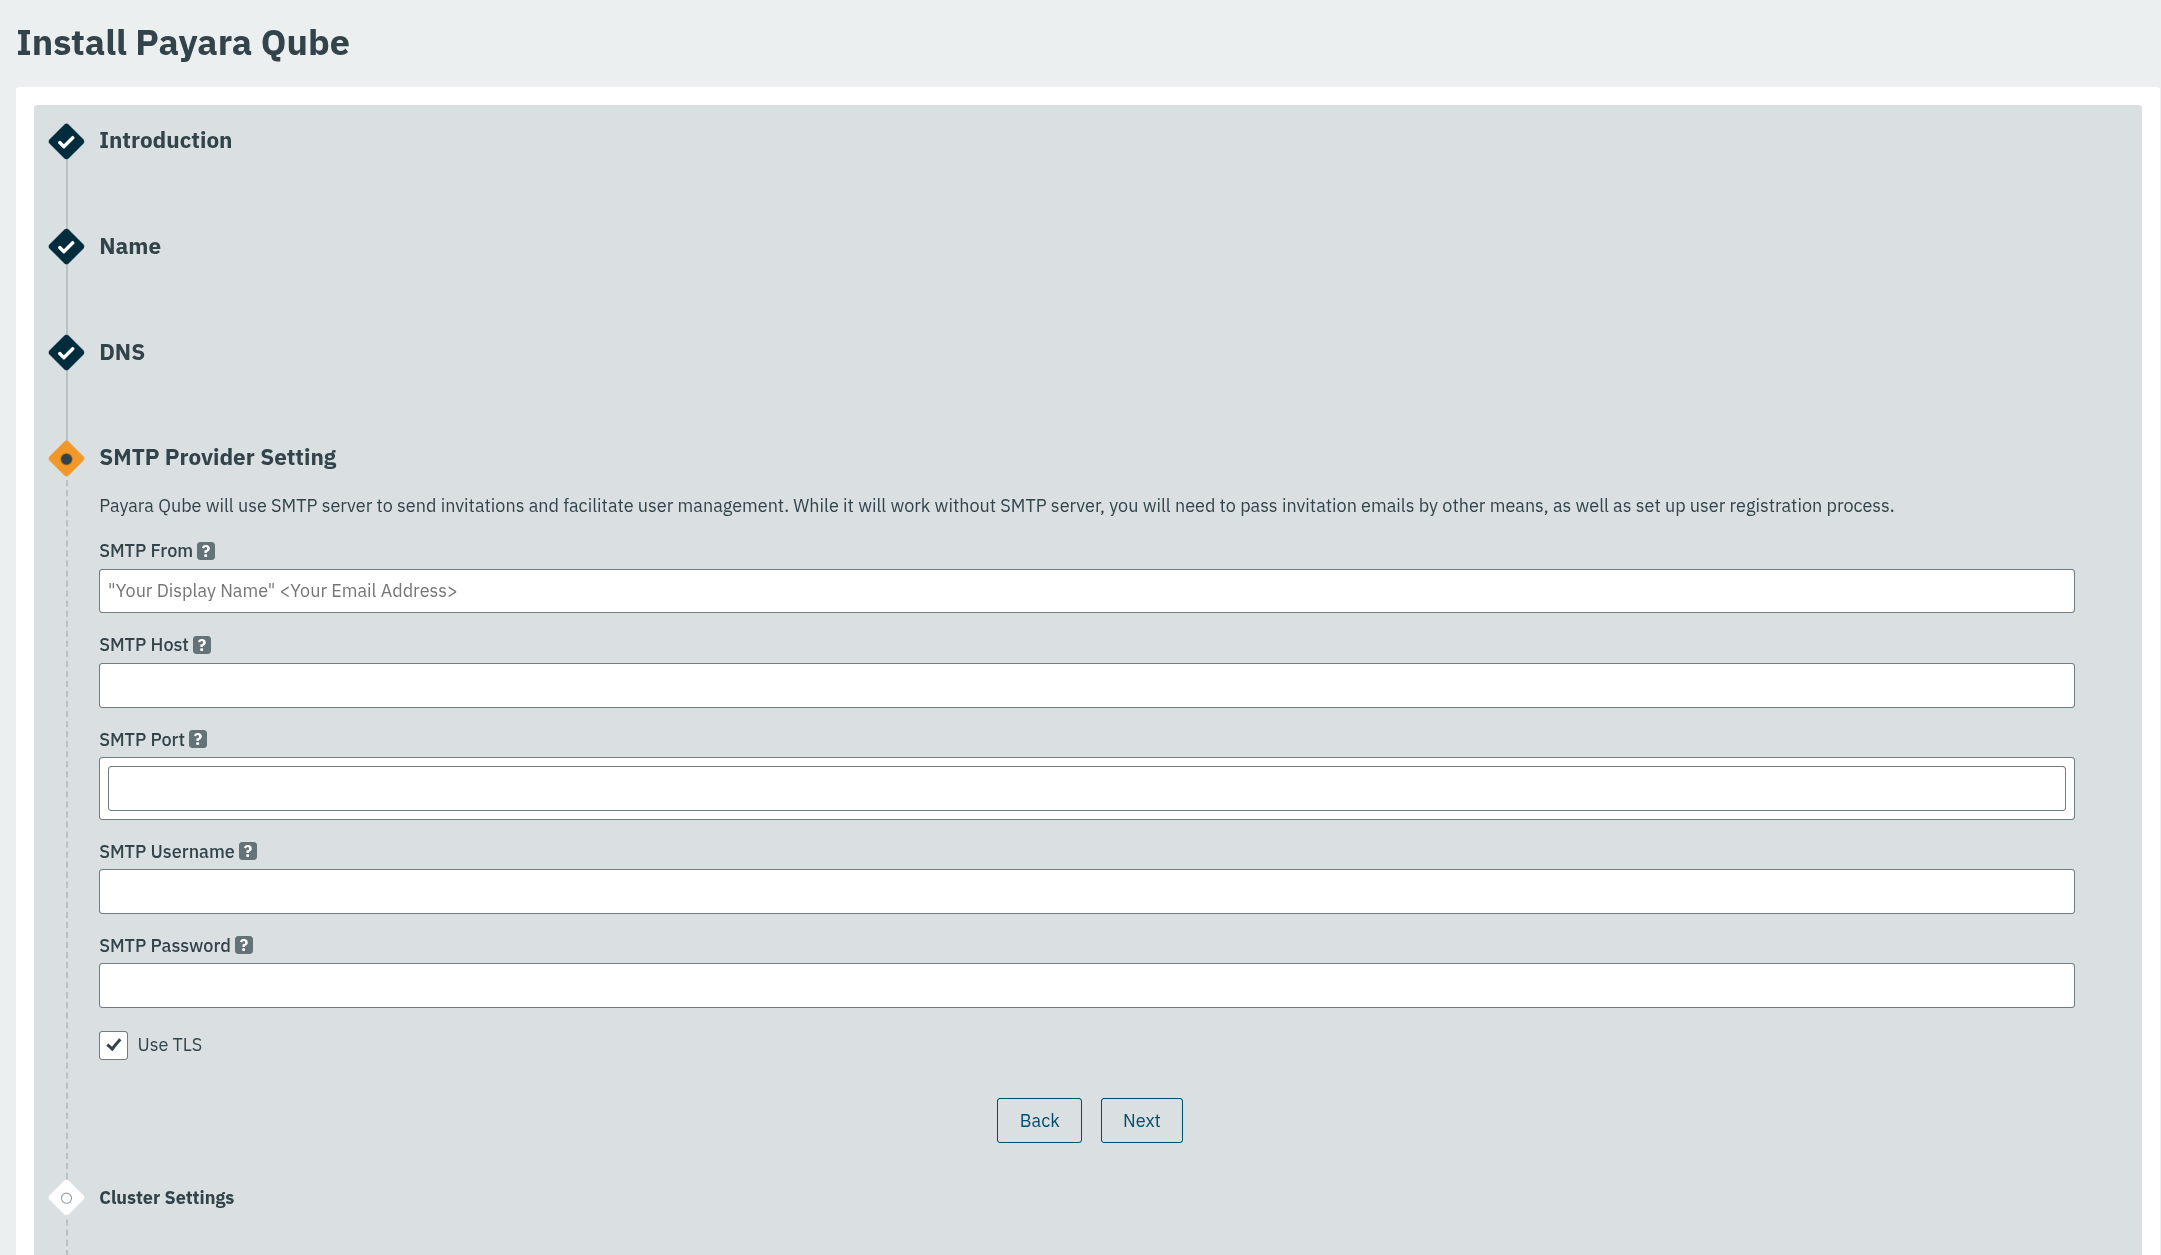 Install Payara Qube
Introduction
Name
DNS
SMTP Provider Setting
Payara Qube will use SMTP server to send invitations and facilitate user management. While it will work without SMTP server, you will need to pass invitation emails by other means, as well as set up user registration process.
SMTP From ?
"Your Display Name" <Your Email Address>
SMTP Host ?
SMTP Port ?
SMTP Username ?
SMTP Password ?
Use TLS
Back Next
Cluster Settings